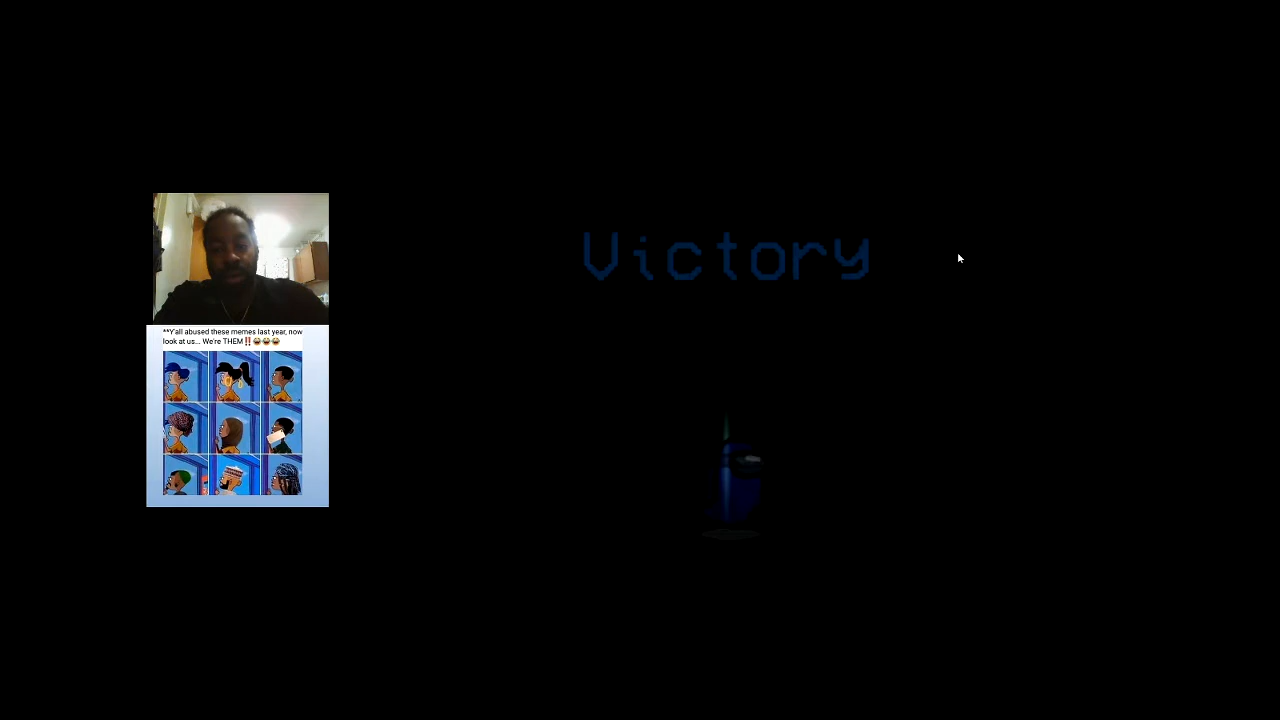 Victory
**Y'all abused these memes last year, now
look at us... We're THEM‼️😂😂😂